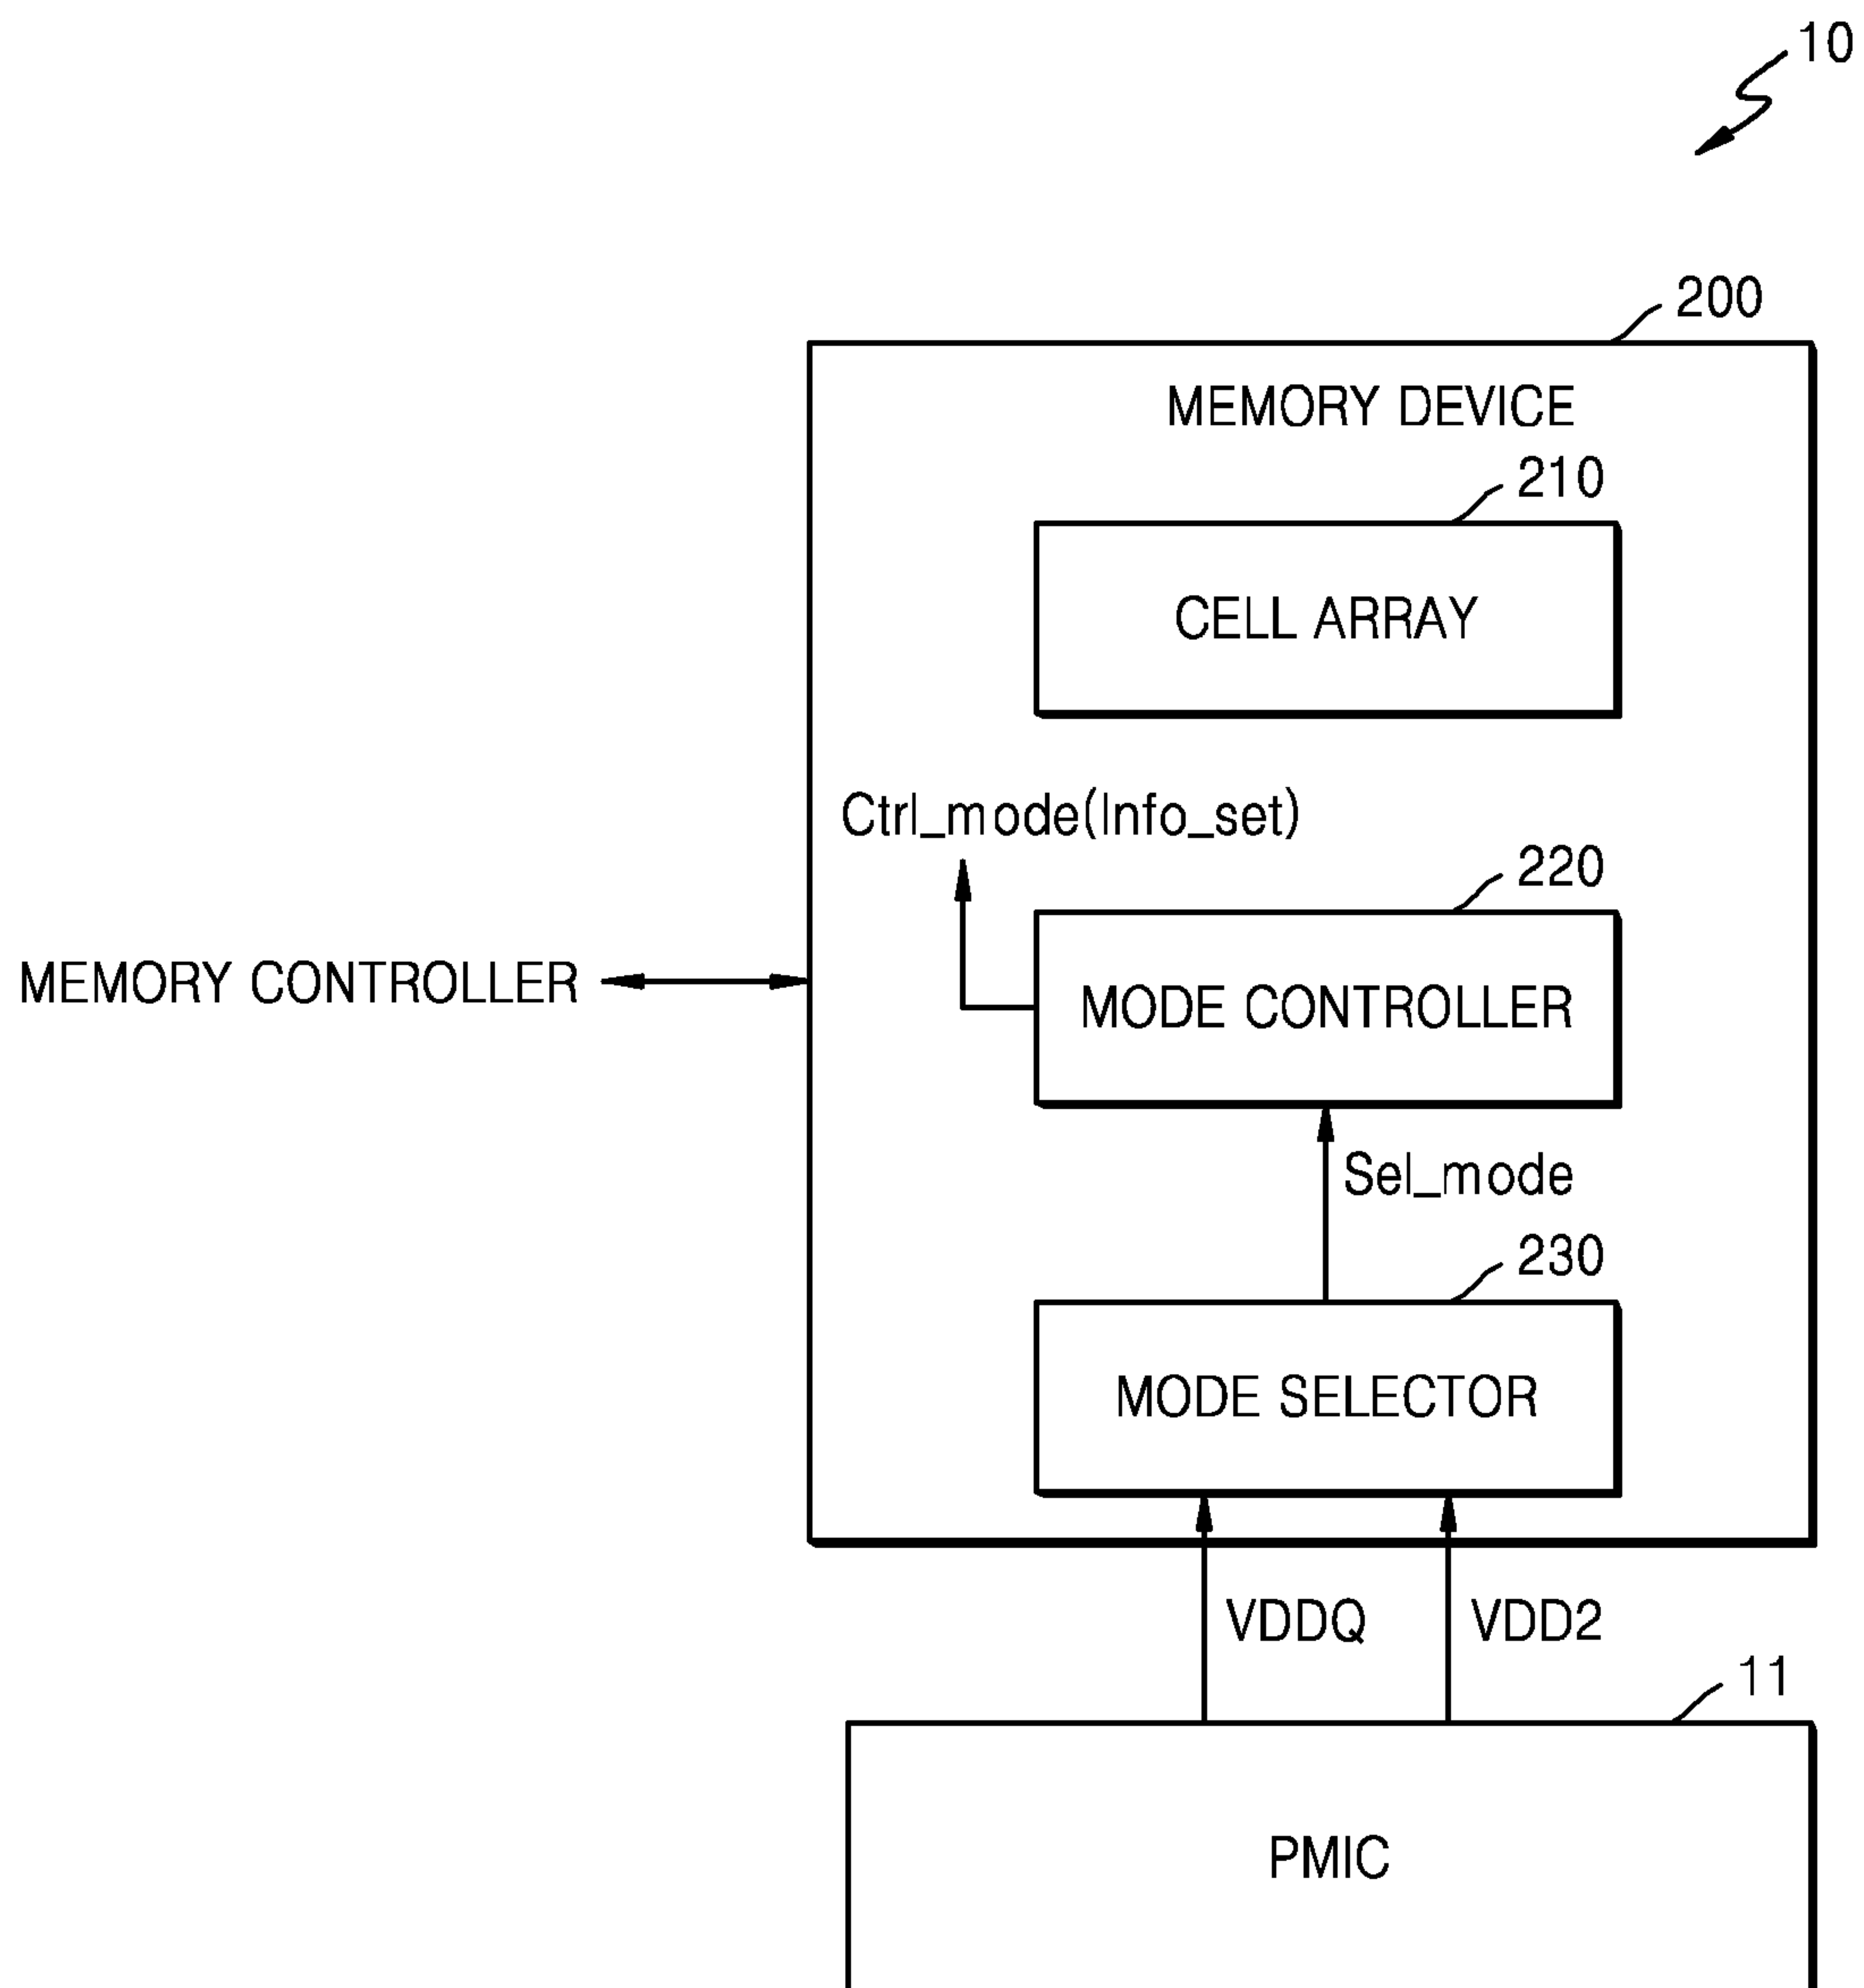 10
200
MEMORY DEVICE
210
CELL ARRAY
Ctrl_mode(Info_set)
220
MEMORY CONTROLLER
MODE CONTROLLER
Sel_mode
230
MODE SELECTOR
VDDQ
VDD2
11
PMIC